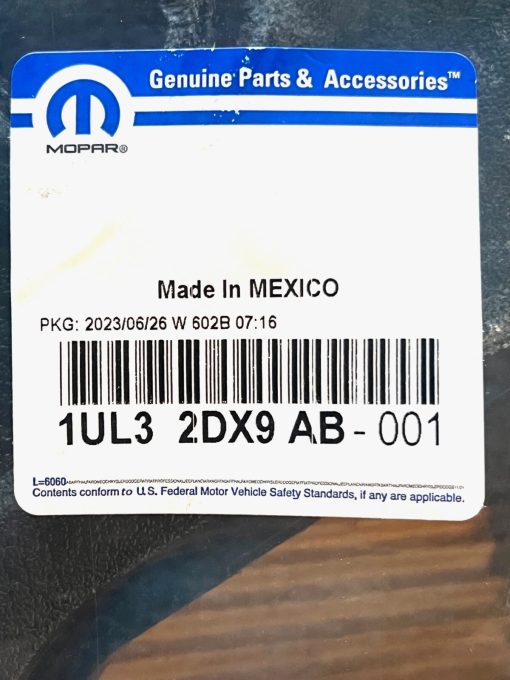 Genuine Parts & Accessories™
MOPAR®
Made In MEXICO
PKG: 2023/06/26 W 602B 07:16
1UL3 2DX9 AB - 001
L=6060
Contents conform to U.S. Federal Motor Vehicle Safety Standards, if any are applicable.